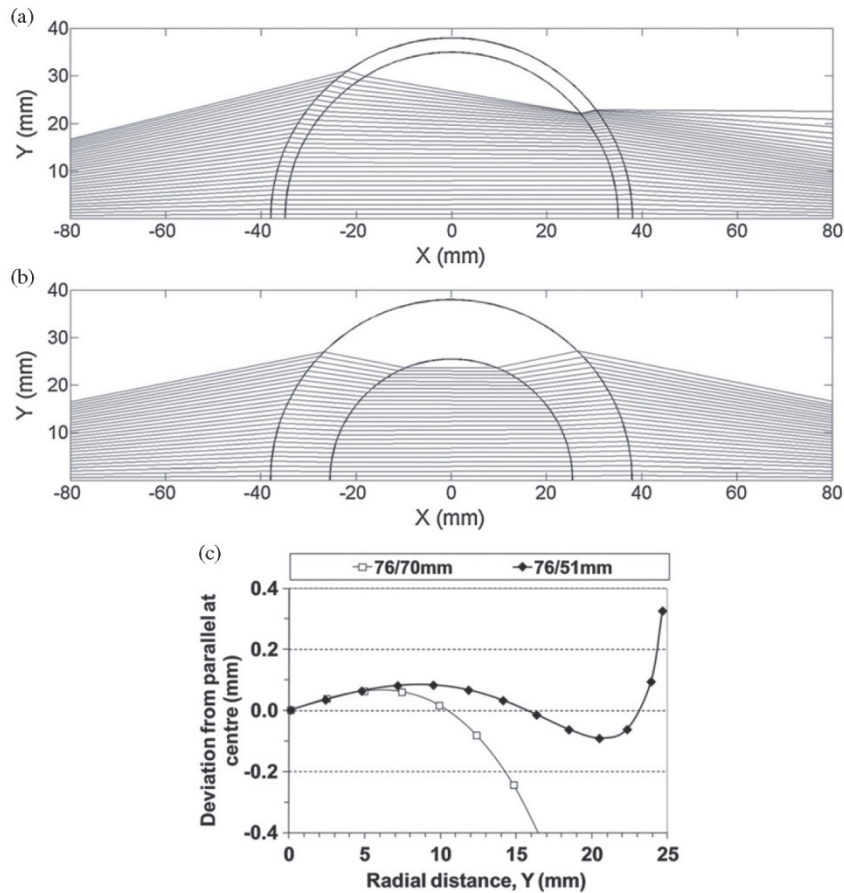 (a)
40
30
20
10
Y (mm)
-80 -60 -40 -20 0 20 40 60 80
X (mm)
(b)
40
30
20
10
Y (mm)
-80 -60 -40 -20 0 20 40 60 80
X (mm)
(c)
76/70mm 76/51mm
0.4
0.2
0.0
-0.2
-0.4
Deviation from parallel at
centre (mm)
0 5 10 15 20 25
Radial distance, Y (mm)